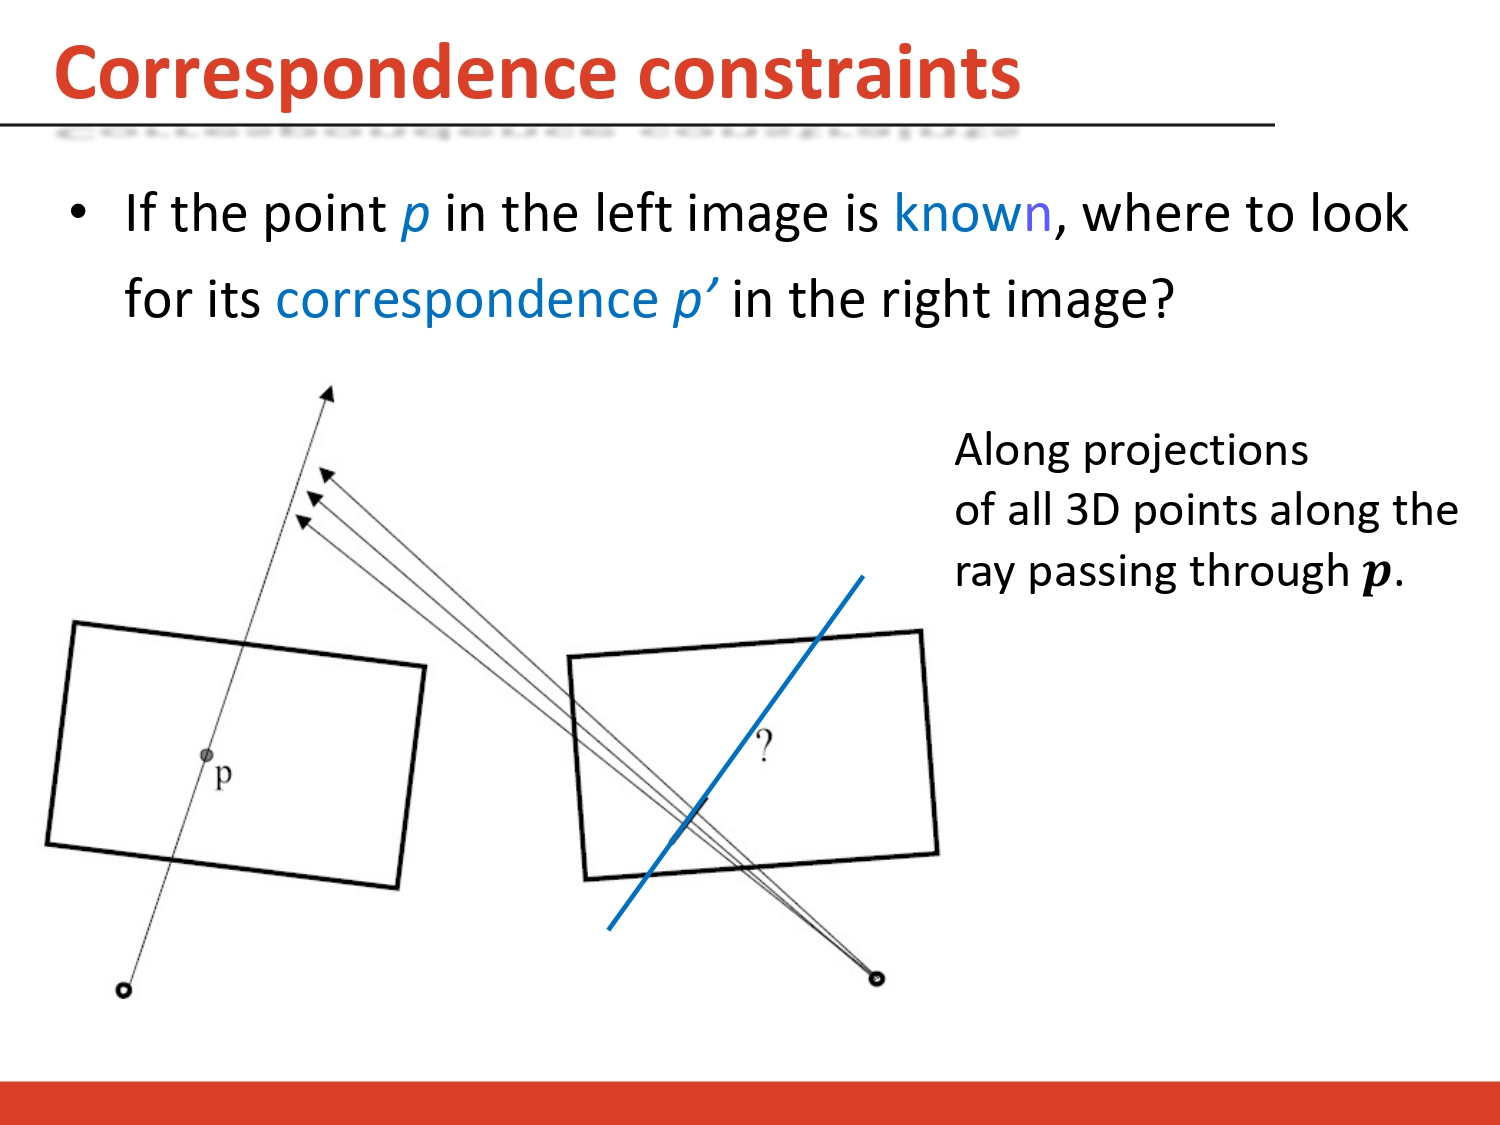 Correspondence constraints
• If the point p in the left image is known, where to look
for its correspondence p’ in the right image?
Along projections
of all 3D points along the
ray passing through p.
?
p